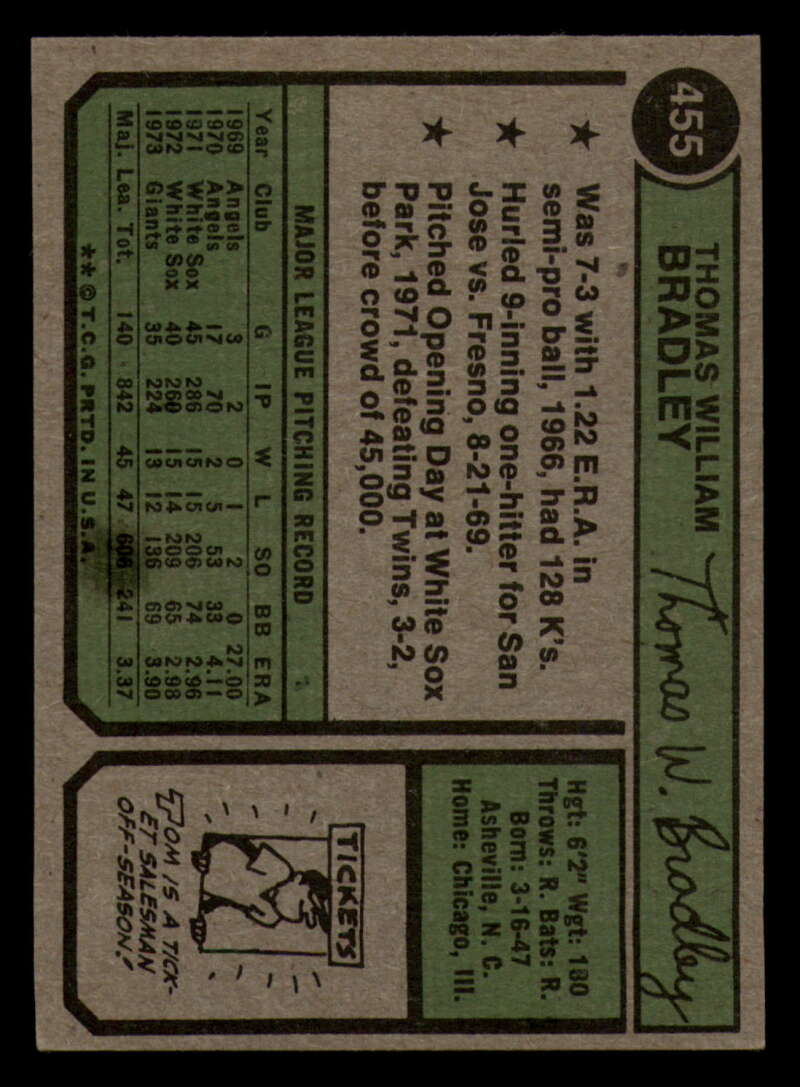 455
THOMAS WILLIAM
BRADLEY
Thomas W. Bradley
★ Was 7-3 with 1.22 E.R.A. in
semi-pro ball, 1966, had 128 K's.
★ Hurled 9-inning one-hitter for San
Jose vs. Fresno, 8-21-69.
★ Pitched Opening Day at White Sox
Park, 1971, defeating Twins, 3-2,
before crowd of 45,000.
MAJOR LEAGUE PITCHING RECORD
Year Club G IP W L SO BB ERA
1969 Angels 3 2 0 1 2 0 27.00
1970 Angels 17 70 2 5 53 33 4.11
1971 White Sox 45 286 15 15 206 74 2.96
1972 White Sox 40 260 15 14 209 65 2.98
1973 Giants 35 224 13 12 136 69 3.90
Maj. Lea. Tot. 140 842 45 47 606 241 3.37
**© T.C.G. PRTD. IN U.S.A.
Hgt: 6'2" Wgt: 180
Throws: R. Bats: R.
Born: 3-16-47
Asheville, N. C.
Home: Chicago, Ill.
TICKETS
TOM IS A TICK-
ET SALESMAN
OFF-SEASON!